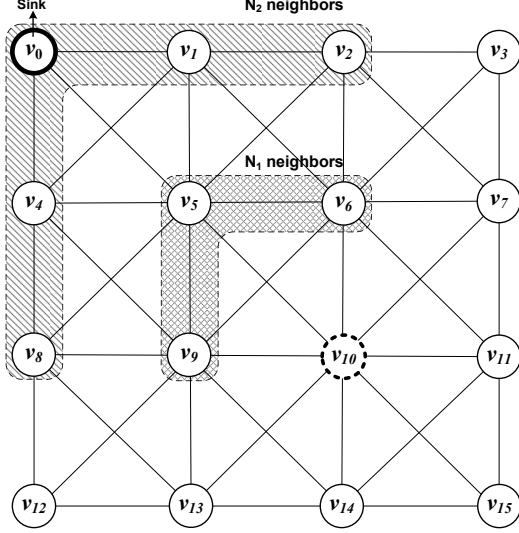 Sink
N₂ neighbors
v₀ v₁ v₂ v₃
N₁ neighbors
v₄ v₅ v₆ v₇
v₈ v₉ v₁₀ v₁₁
v₁₂ v₁₃ v₁₄ v₁₅